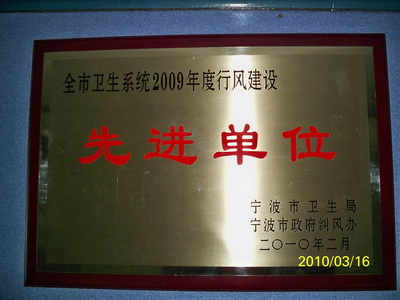 全市卫生系统2009年度行风建设
先进单位
宁波市卫生局
宁波市政府纠风办
二〇一〇年二月
2010/03/16